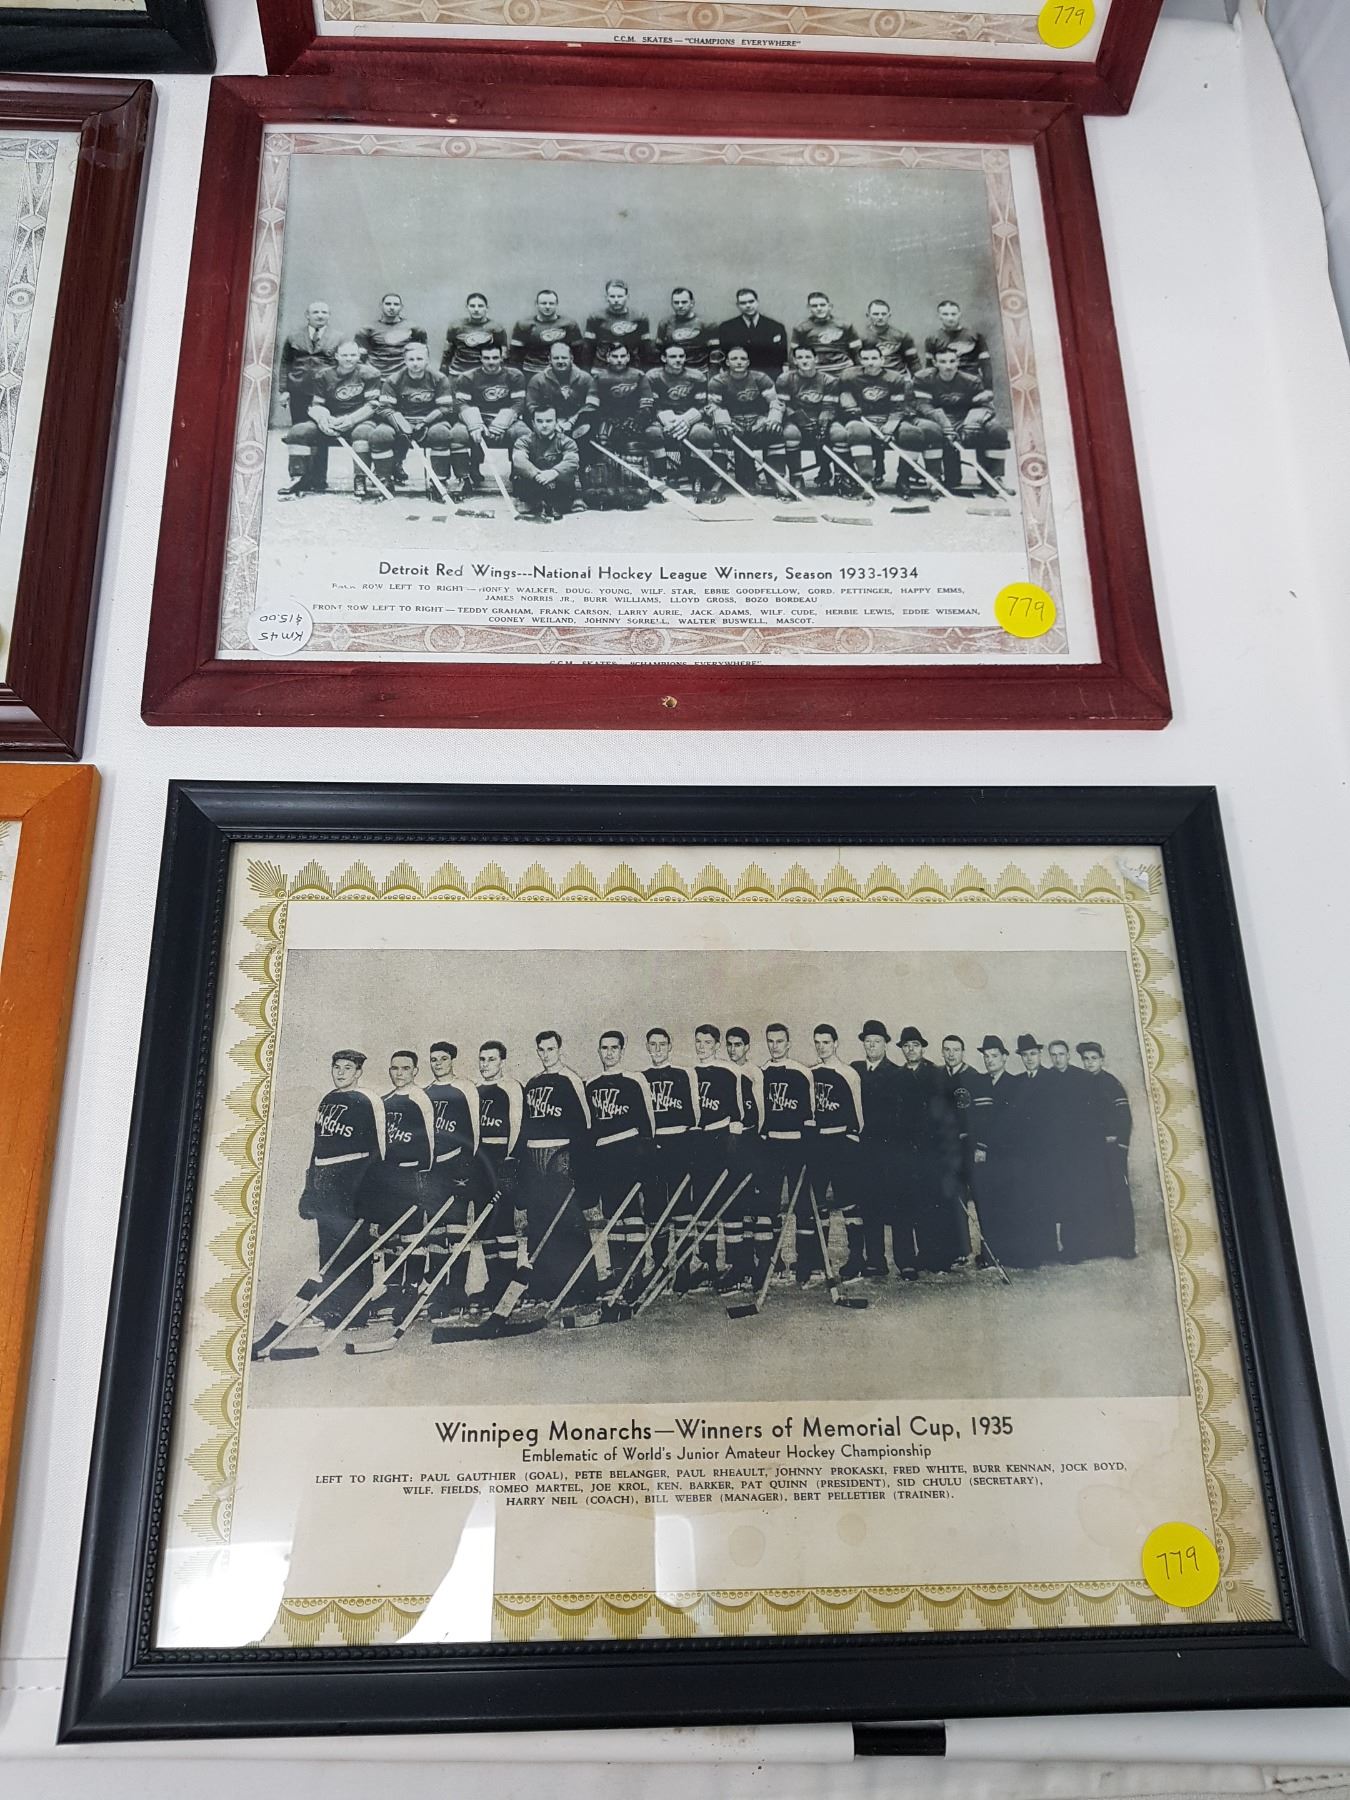 779
C.C.M. SKATES — "CHAMPIONS EVERYWHERE"
Detroit Red Wings---National Hockey League Winners, Season 1933-1934
BACK ROW LEFT TO RIGHT — HONEY WALKER, DOUG. YOUNG, WILF. STAR, EBBIE GOODFELLOW, GORD. PETTINGER, HAPPY EMMS,
JAMES NORRIS JR., BURR WILLIAMS, LLOYD GROSS, BOZO BORDEAU
FRONT ROW LEFT TO RIGHT — TEDDY GRAHAM, FRANK CARSON, LARRY AURIE, JACK ADAMS, WILF. CUDE, HERBIE LEWIS, EDDIE WISEMAN,
COONEY WEILAND, JOHNNY SORRELL, WALTER BUSWELL, MASCOT.
KM45
$15.00
779
C.C.M. SKATES "CHAMPIONS EVERYWHERE"
Winnipeg Monarchs—Winners of Memorial Cup, 1935
Emblematic of World's Junior Amateur Hockey Championship
LEFT TO RIGHT: PAUL GAUTHIER (GOAL), PETE BELANGER, PAUL RHEAULT, JOHNNY PROKASKI, FRED WHITE, BURR KENNAN, JOCK BOYD,
WILF. FIELDS, ROMEO MARTEL, JOE KROL, KEN. BARKER, PAT QUINN (PRESIDENT), SID CHULU (SECRETARY),
HARRY NEIL (COACH), BILL WEBER (MANAGER), BERT PELLETIER (TRAINER).
779